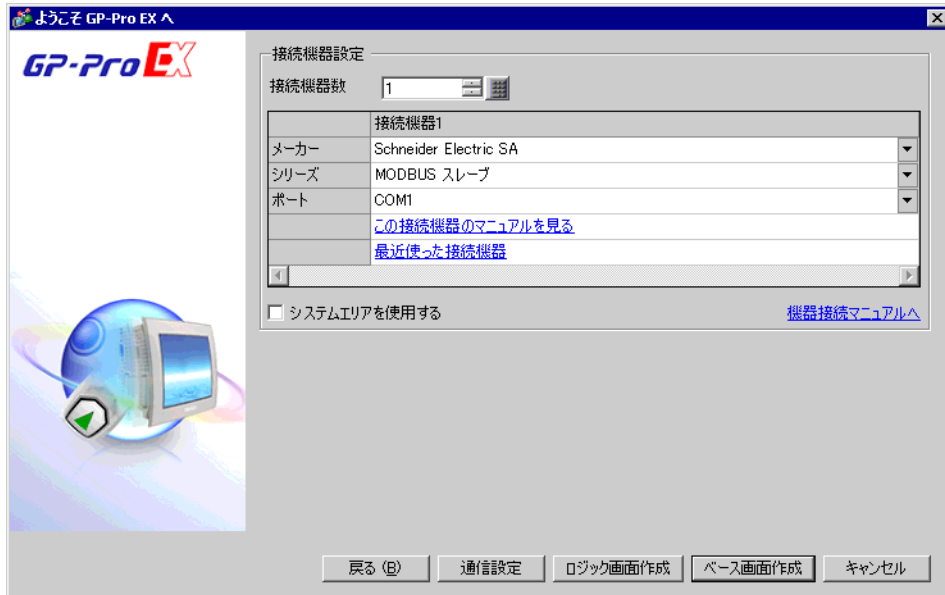 ようこそ GP-Pro EX へ
GP-Pro EX
接続機器設定
接続機器数 1
接続機器1
メーカー Schneider Electric SA
シリーズ MODBUS スレーブ
ポート COM1
この接続機器のマニュアルを見る
最近使った接続機器
システムエリアを使用する 機器接続マニュアルへ
戻る (B) 通信設定 ロジック画面作成 ベース画面作成 キャンセル